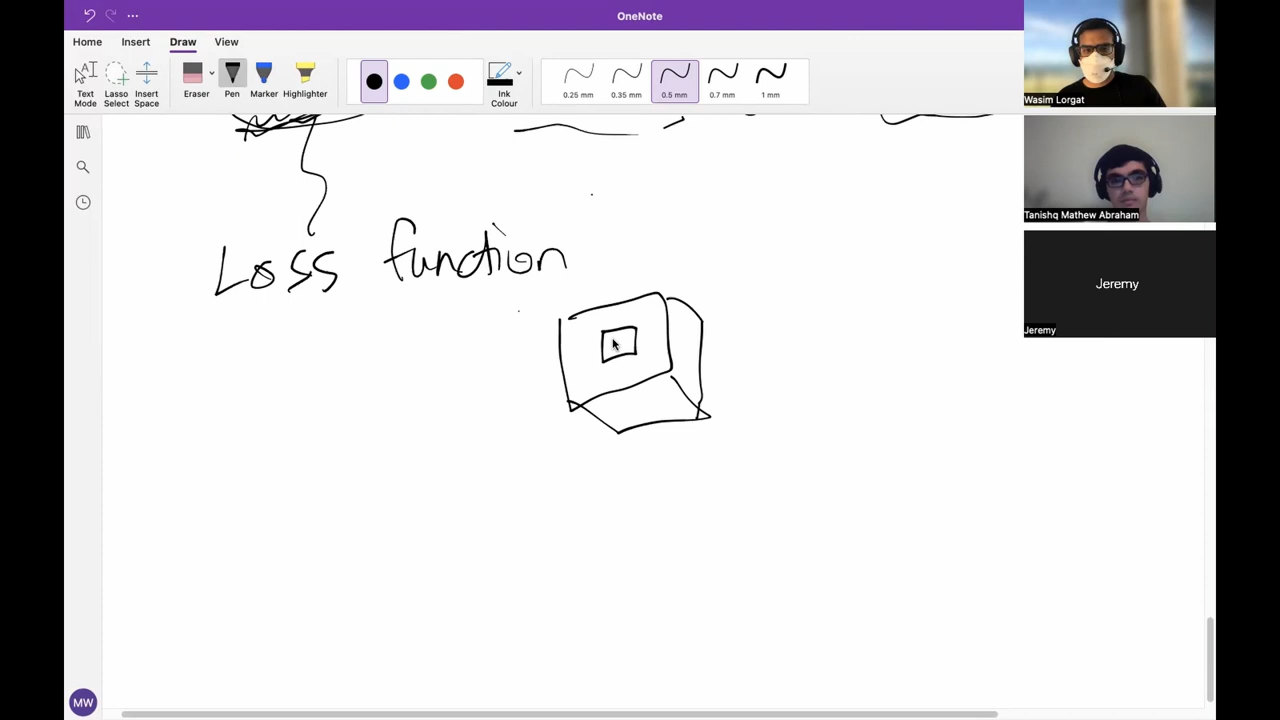 OneNote
Home Insert Draw View
Text Mode
Lasso Select
Insert Space
Eraser
Pen
Marker
Highlighter
Ink Colour
0.25 mm
0.35 mm
0.5 mm
0.7 mm
1 mm
Wasim Lorgat
Tanishq Mathew Abraham
Jeremy
Jeremy
Loss function
MW